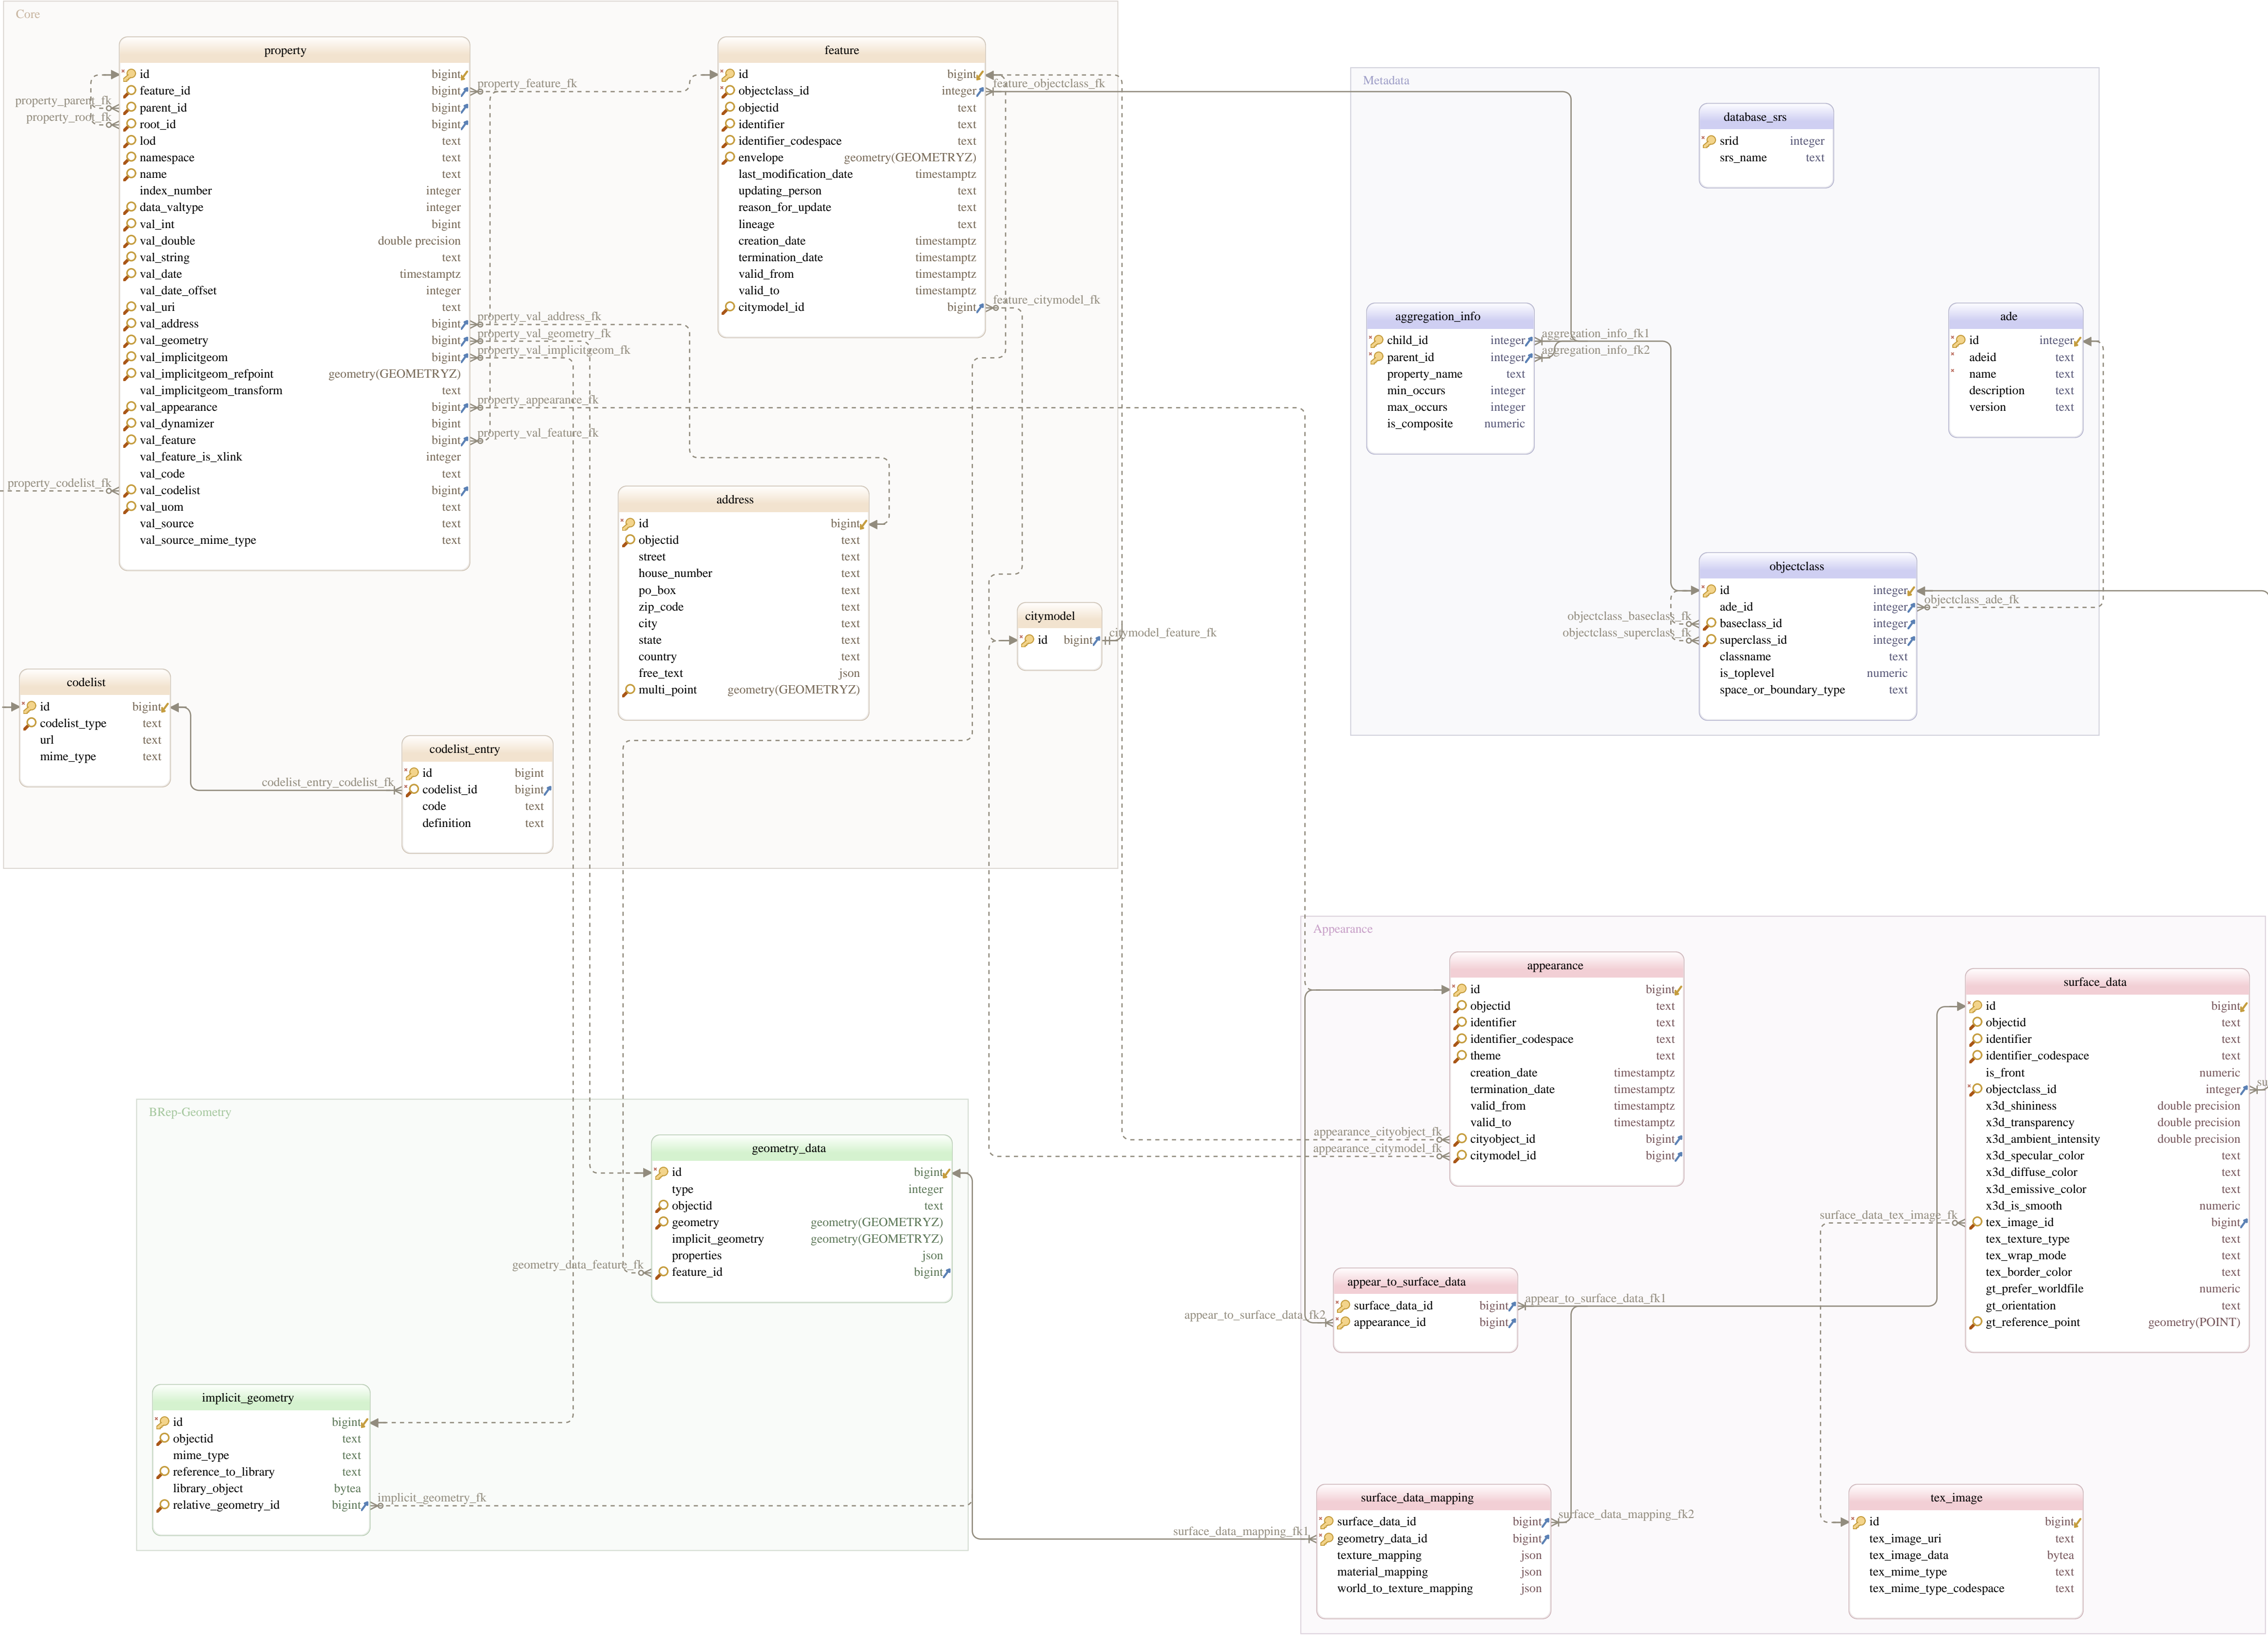 Core
property
id bigint
feature_id bigint
parent_id bigint
root_id bigint
lod text
namespace text
name text
index_number integer
data_valtype integer
val_int bigint
val_double double precision
val_string text
val_date timestamptz
val_date_offset integer
val_uri text
val_address bigint
val_geometry bigint
val_implicitgeom bigint
val_implicitgeom_refpoint geometry(GEOMETRYZ)
val_implicitgeom_transform text
val_appearance bigint
val_dynamizer bigint
val_feature bigint
val_feature_is_xlink integer
val_code text
val_codelist bigint
val_uom text
val_source text
val_source_mime_type text
property_parent_fk
property_root_fk
property_codelist_fk
property_feature_fk
property_val_address_fk
property_val_geometry_fk
property_val_implicitgeom_fk
property_appearance_fk
property_val_feature_fk
feature
id bigint
objectclass_id integer
objectid text
identifier text
identifier_codespace text
envelope geometry(GEOMETRYZ)
last_modification_date timestamptz
updating_person text
reason_for_update text
lineage text
creation_date timestamptz
termination_date timestamptz
valid_from timestamptz
valid_to timestamptz
citymodel_id bigint
feature_objectclass_fk
feature_citymodel_fk
address
id bigint
objectid text
street text
house_number text
po_box text
zip_code text
city text
state text
country text
free_text json
multi_point geometry(GEOMETRYZ)
citymodel
id bigint
citymodel_feature_fk
codelist
id bigint
codelist_type text
url text
mime_type text
codelist_entry_codelist_fk
codelist_entry
id bigint
codelist_id bigint
code text
definition text
Metadata
database_srs
srid integer
srs_name text
aggregation_info
child_id integer
parent_id integer
property_name text
min_occurs integer
max_occurs integer
is_composite numeric
aggregation_info_fk1
aggregation_info_fk2
ade
id integer
adeid text
name text
description text
version text
objectclass
id integer
ade_id integer
baseclass_id integer
superclass_id integer
classname text
is_toplevel numeric
space_or_boundary_type text
objectclass_baseclass_fk
objectclass_superclass_fk
objectclass_ade_fk
BRep-Geometry
geometry_data
id bigint
type integer
objectid text
geometry geometry(GEOMETRYZ)
implicit_geometry geometry(GEOMETRYZ)
properties json
feature_id bigint
geometry_data_feature_fk
implicit_geometry
id bigint
objectid text
mime_type text
reference_to_library text
library_object bytea
relative_geometry_id bigint
implicit_geometry_fk
Appearance
appearance
id bigint
objectid text
identifier text
identifier_codespace text
theme text
creation_date timestamptz
termination_date timestamptz
valid_from timestamptz
valid_to timestamptz
cityobject_id bigint
citymodel_id bigint
appearance_cityobject_fk
appearance_citymodel_fk
surface_data
id bigint
objectid text
identifier text
identifier_codespace text
is_front numeric
objectclass_id integer
x3d_shininess double precision
x3d_transparency double precision
x3d_ambient_intensity double precision
x3d_specular_color text
x3d_diffuse_color text
x3d_emissive_color text
x3d_is_smooth numeric
tex_image_id bigint
tex_texture_type text
tex_wrap_mode text
tex_border_color text
gt_prefer_worldfile numeric
gt_orientation text
gt_reference_point geometry(POINT)
su
surface_data_tex_image_fk
appear_to_surface_data
surface_data_id bigint
appearance_id bigint
appear_to_surface_data_fk1
appear_to_surface_data_fk2
surface_data_mapping
surface_data_id bigint
geometry_data_id bigint
texture_mapping json
material_mapping json
world_to_texture_mapping json
surface_data_mapping_fk1
surface_data_mapping_fk2
tex_image
id bigint
tex_image_uri text
tex_image_data bytea
tex_mime_type text
tex_mime_type_codespace text